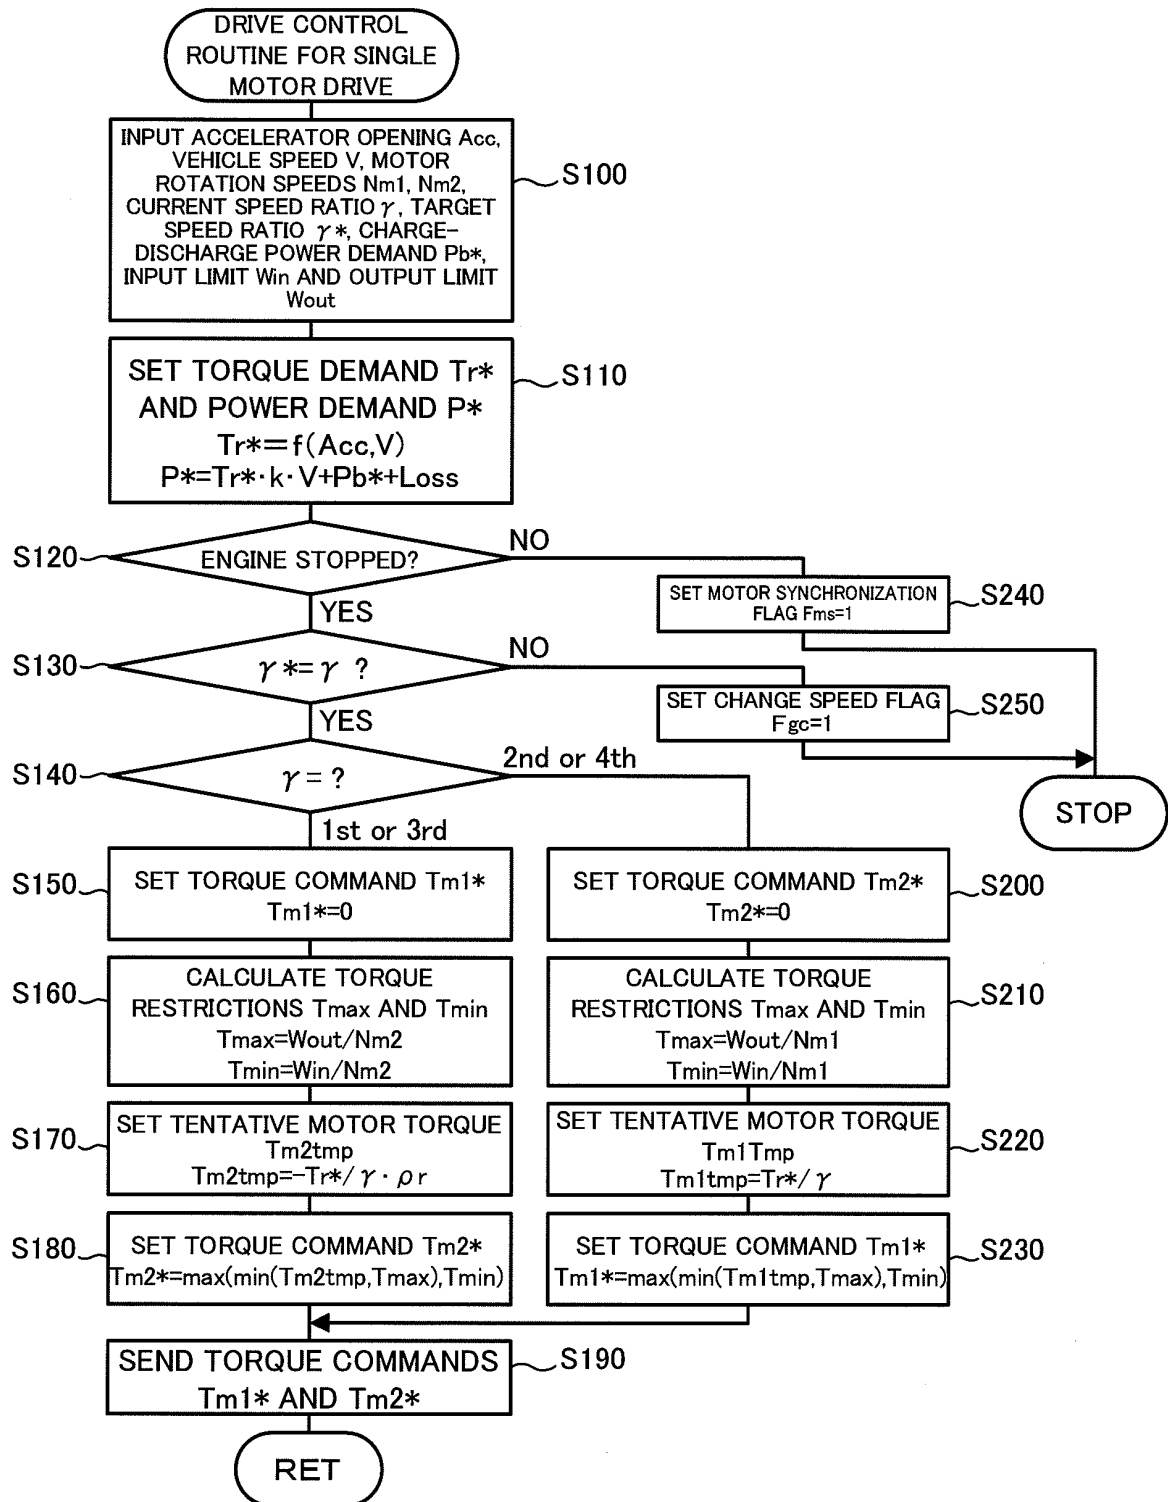 DRIVE CONTROL
ROUTINE FOR SINGLE
MOTOR DRIVE
INPUT ACCELERATOR OPENING Acc,
VEHICLE SPEED V, MOTOR
ROTATION SPEEDS Nm1, Nm2,
CURRENT SPEED RATIO γ, TARGET
SPEED RATIO γ*, CHARGE-
DISCHARGE POWER DEMAND Pb*,
INPUT LIMIT Win AND OUTPUT LIMIT
Wout
S100
SET TORQUE DEMAND Tr*
AND POWER DEMAND P*
Tr*=f(Acc,V)
P*=Tr*·k·V+Pb*+Loss
S110
S120
ENGINE STOPPED?
NO
YES
SET MOTOR SYNCHRONIZATION
FLAG Fms=1
S240
S130
γ*=γ ?
NO
YES
SET CHANGE SPEED FLAG
Fgc=1
S250
S140
γ= ?
2nd or 4th
1st or 3rd
STOP
S150
SET TORQUE COMMAND Tm1*
Tm1*=0
SET TORQUE COMMAND Tm2*
Tm2*=0
S200
S160
CALCULATE TORQUE
RESTRICTIONS Tmax AND Tmin
Tmax=Wout/Nm2
Tmin=Win/Nm2
CALCULATE TORQUE
RESTRICTIONS Tmax AND Tmin
Tmax=Wout/Nm1
Tmin=Win/Nm1
S210
S170
SET TENTATIVE MOTOR TORQUE
Tm2tmp
Tm2tmp=-Tr*/γ·ρr
SET TENTATIVE MOTOR TORQUE
Tm1Tmp
Tm1tmp=Tr*/γ
S220
S180
SET TORQUE COMMAND Tm2*
Tm2*=max(min(Tm2tmp,Tmax),Tmin)
SET TORQUE COMMAND Tm1*
Tm1*=max(min(Tm1tmp,Tmax),Tmin)
S230
SEND TORQUE COMMANDS
Tm1* AND Tm2*
S190
RET